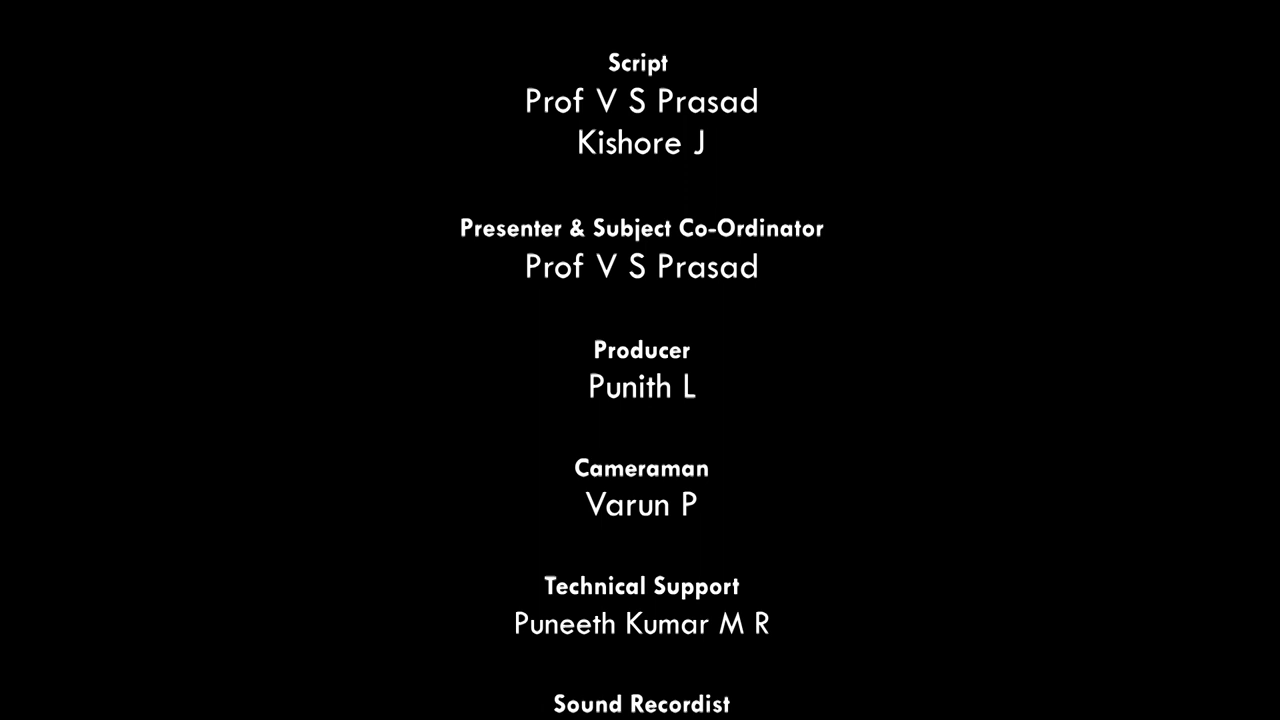 Script
Prof V S Prasad
Kishore J
Presenter & Subject Co-Ordinator
Prof V S Prasad
Producer
Punith L
Cameraman
Varun P
Technical Support
Puneeth Kumar M R
Sound Recordist